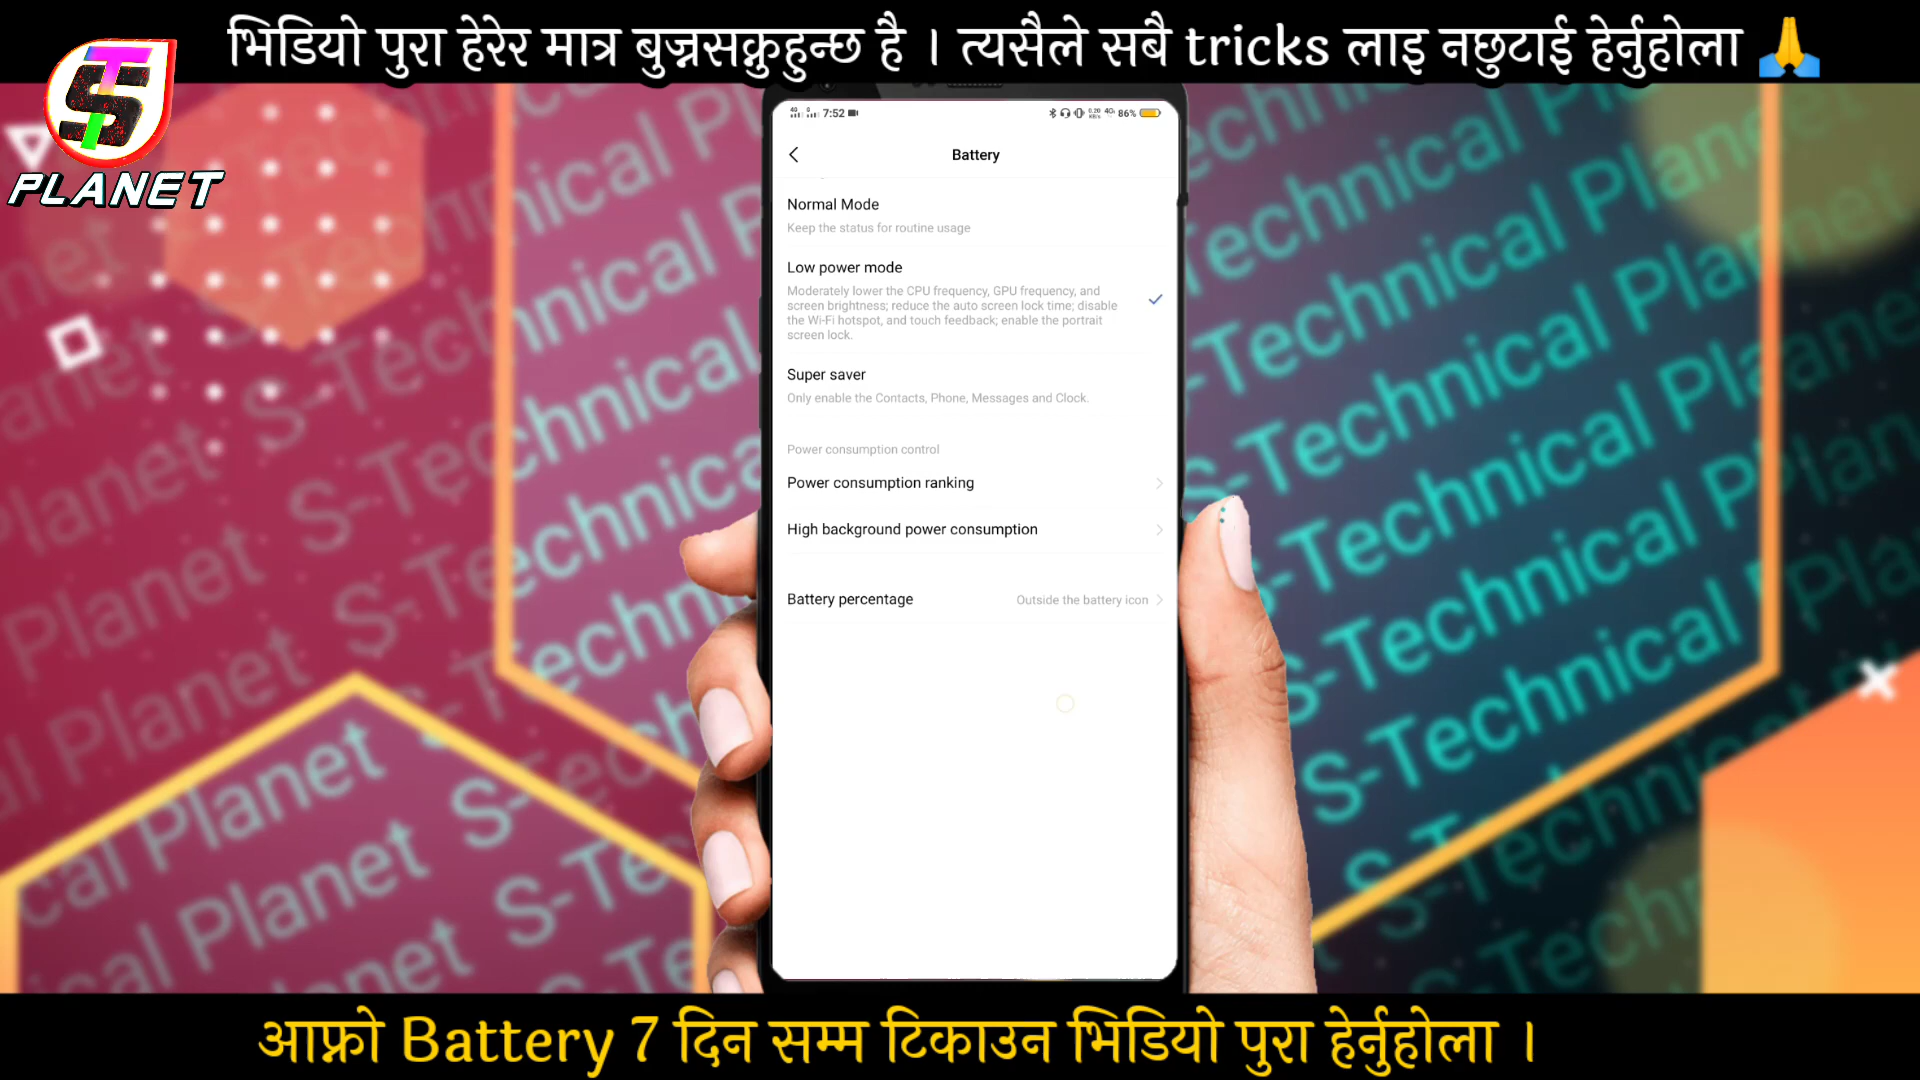 भिडियो पुरा हेरेर मात्र बुज्नसक्नुहुन्छ है । त्यसैले सबै tricks लाइ नछुटाई हेर्नुहोला 🙏
ST
PLANET
7:52
86%
Battery
Normal Mode
Keep the status for routine usage
Low power mode
Moderately lower the CPU frequency, GPU frequency, and
screen brightness; reduce the auto screen lock time; disable
the Wi-Fi hotspot, and touch feedback; enable the portrait
screen lock.
Super saver
Only enable the Contacts, Phone, Messages and Clock.
Power consumption control
Power consumption ranking
High background power consumption
Battery percentage Outside the battery icon
S-Technical Planet
आफ्नो Battery 7 दिन सम्म टिकाउन भिडियो पुरा हेर्नुहोला ।